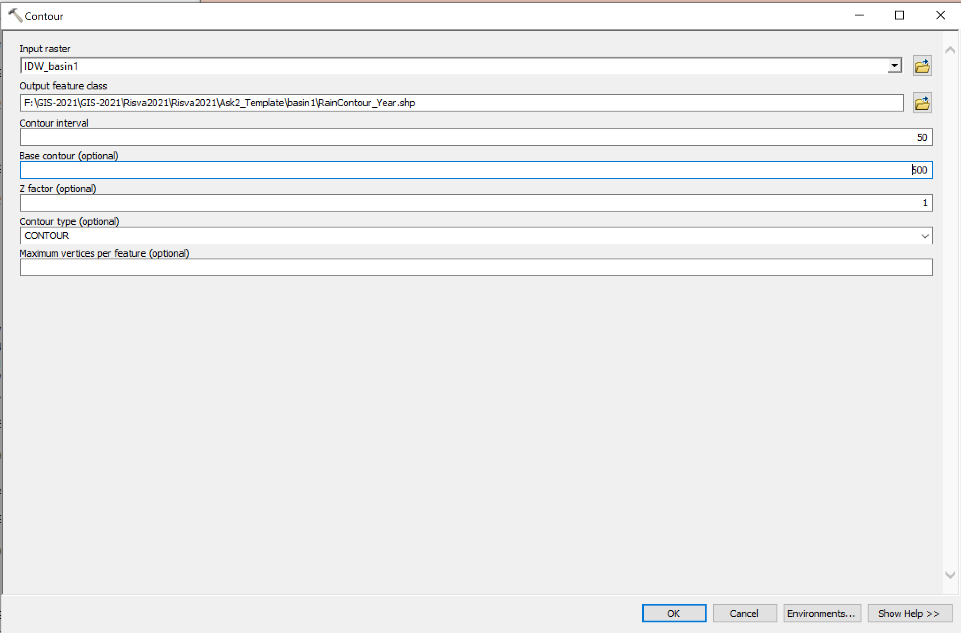 Contour
Input raster
IDW_basin1
Output feature class
F:\GIS-2021\GIS-2021\Risva2021\Risva2021\Ask2_Template\basin1\RainContour_Year.shp
Contour interval
50
Base contour (optional)
500
Z factor (optional)
1
Contour type (optional)
CONTOUR
Maximum vertices per feature (optional)
OK
Cancel
Environments...
Show Help >>